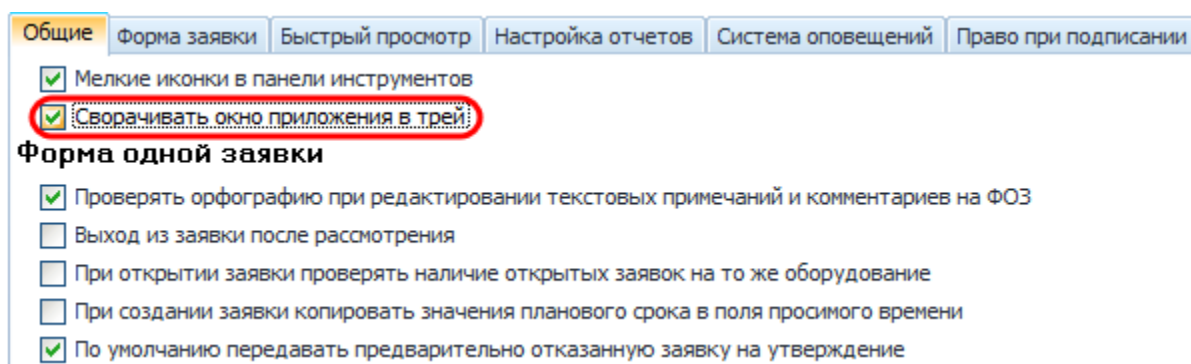 Общие Форма заявки Быстрый просмотр Настройка отчетов Система оповещений Право при подписании
Мелкие иконки в панели инструментов
Сворачивать окно приложения в трей
Форма одной заявки
Проверять орфографию при редактировании текстовых примечаний и комментариев на ФОЗ
Выход из заявки после рассмотрения
При открытии заявки проверять наличие открытых заявок на то же оборудование
При создании заявки копировать значения планового срока в поля просимого времени
По умолчанию передавать предварительно отказанную заявку на утверждение